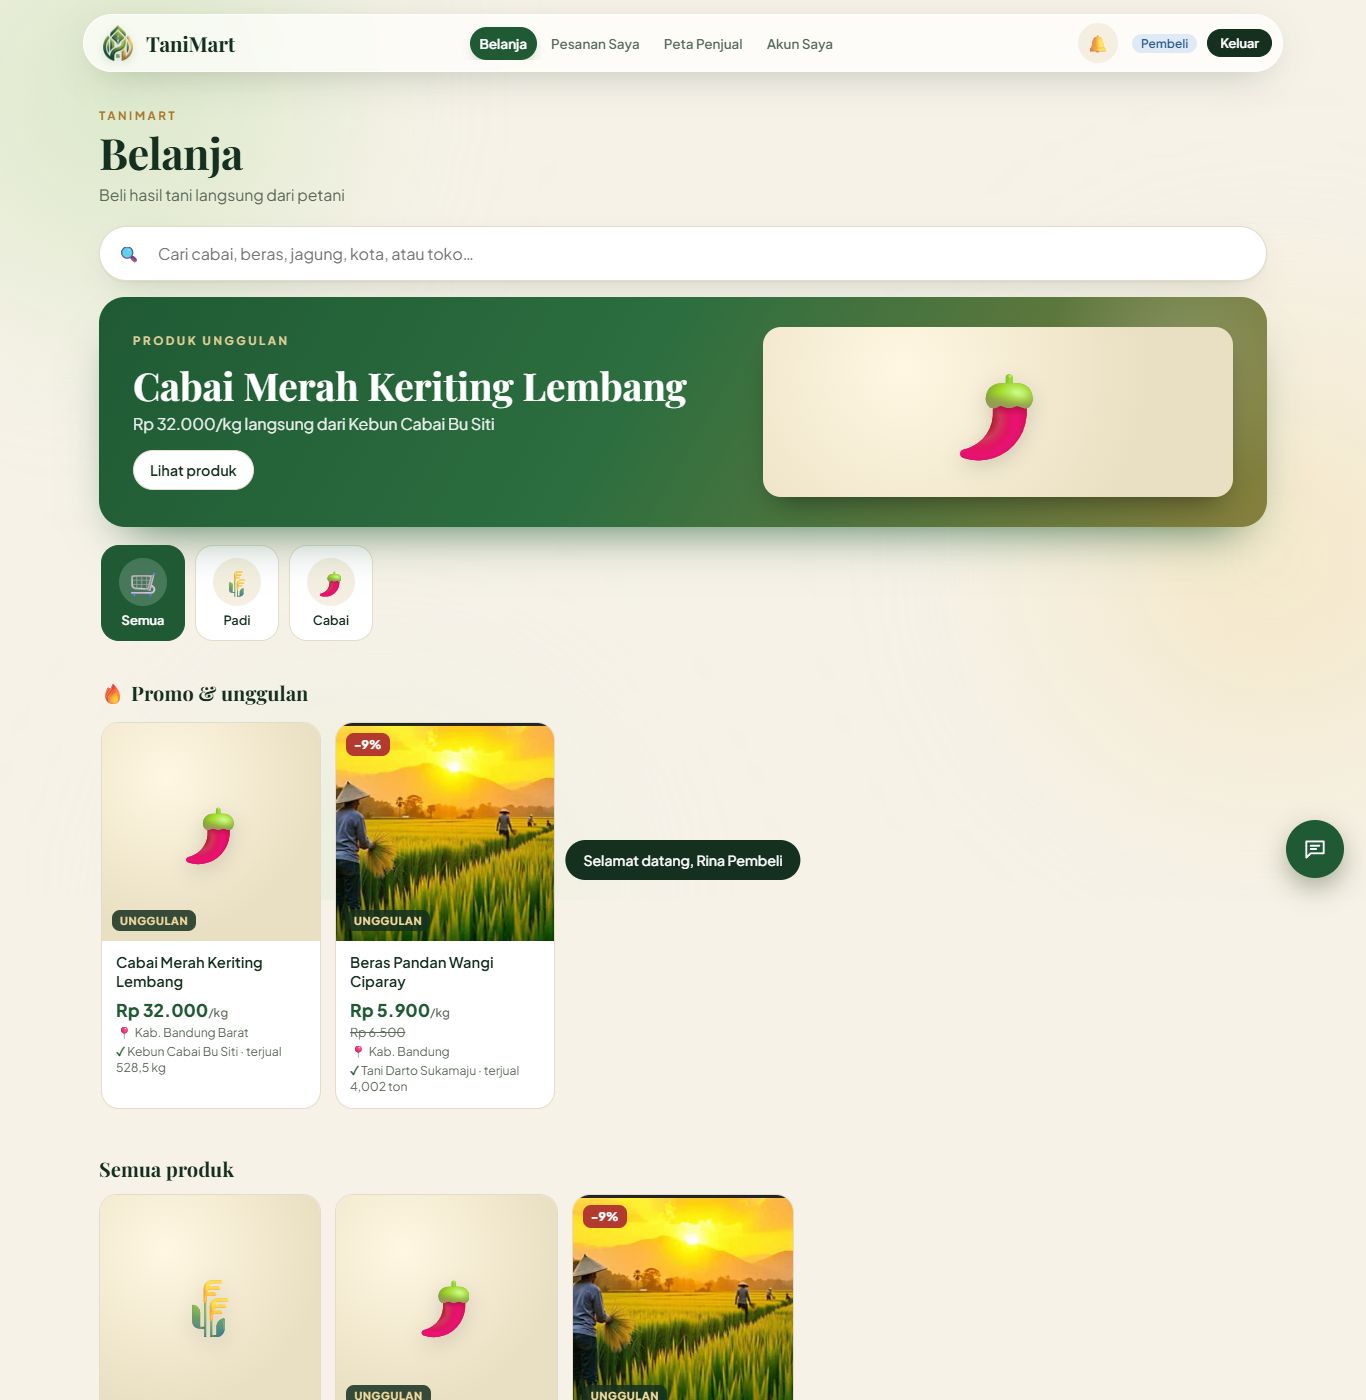 TaniMart
Belanja
Pesanan Saya
Peta Penjual
Akun Saya
Pembeli
Keluar
TANIMART
Belanja
Beli hasil tani langsung dari petani
Cari cabai, beras, jagung, kota, atau toko…
PRODUK UNGGULAN
Cabai Merah Keriting Lembang
Rp 32.000/kg langsung dari Kebun Cabai Bu Siti
Lihat produk
Semua
Padi
Cabai
Promo & unggulan
UNGGULAN
Cabai Merah Keriting
Lembang
Rp 32.000/kg
Kab. Bandung Barat
✓ Kebun Cabai Bu Siti · terjual
528,5 kg
-9%
UNGGULAN
Beras Pandan Wangi
Ciparay
Rp 5.900/kg
Rp 6.500
Kab. Bandung
✓ Tani Darto Sukamaju · terjual
4,002 ton
Selamat datang, Rina Pembeli
Semua produk
UNGGULAN
-9%
UNGGULAN